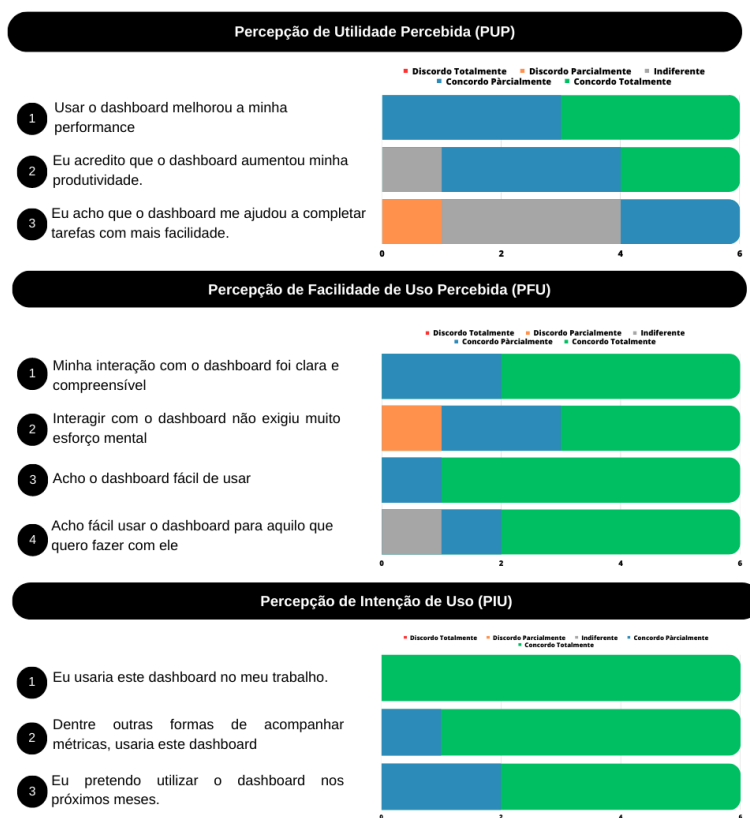 Percepção de Utilidade Percebida (PUP)
Discordo Totalmente Discordo Parcialmente Indiferente
Concordo Pàrcialmente Concordo Totalmente
1 Usar o dashboard melhorou a minha
performance
2 Eu acredito que o dashboard aumentou minha
produtividade.
3 Eu acho que o dashboard me ajudou a completar
tarefas com mais facilidade.
0 2 4 6
Percepção de Facilidade de Uso Percebida (PFU)
Discordo Totalmente Discordo Parcialmente Indiferente
Concordo Pàrcialmente Concordo Totalmente
1 Minha interação com o dashboard foi clara e
compreensível
2 Interagir com o dashboard não exigiu muito
esforço mental
3 Acho o dashboard fácil de usar
4 Acho fácil usar o dashboard para aquilo que
quero fazer com ele
0 2 4 6
Percepção de Intenção de Uso (PIU)
Discordo Totalmente Discordo Parcialmente Indiferente Concordo Pàrcialmente
Concordo Totalmente
1 Eu usaria este dashboard no meu trabalho.
2 Dentre outras formas de acompanhar
métricas, usaria este dashboard
3 Eu pretendo utilizar o dashboard nos
próximos meses.
0 2 4 6